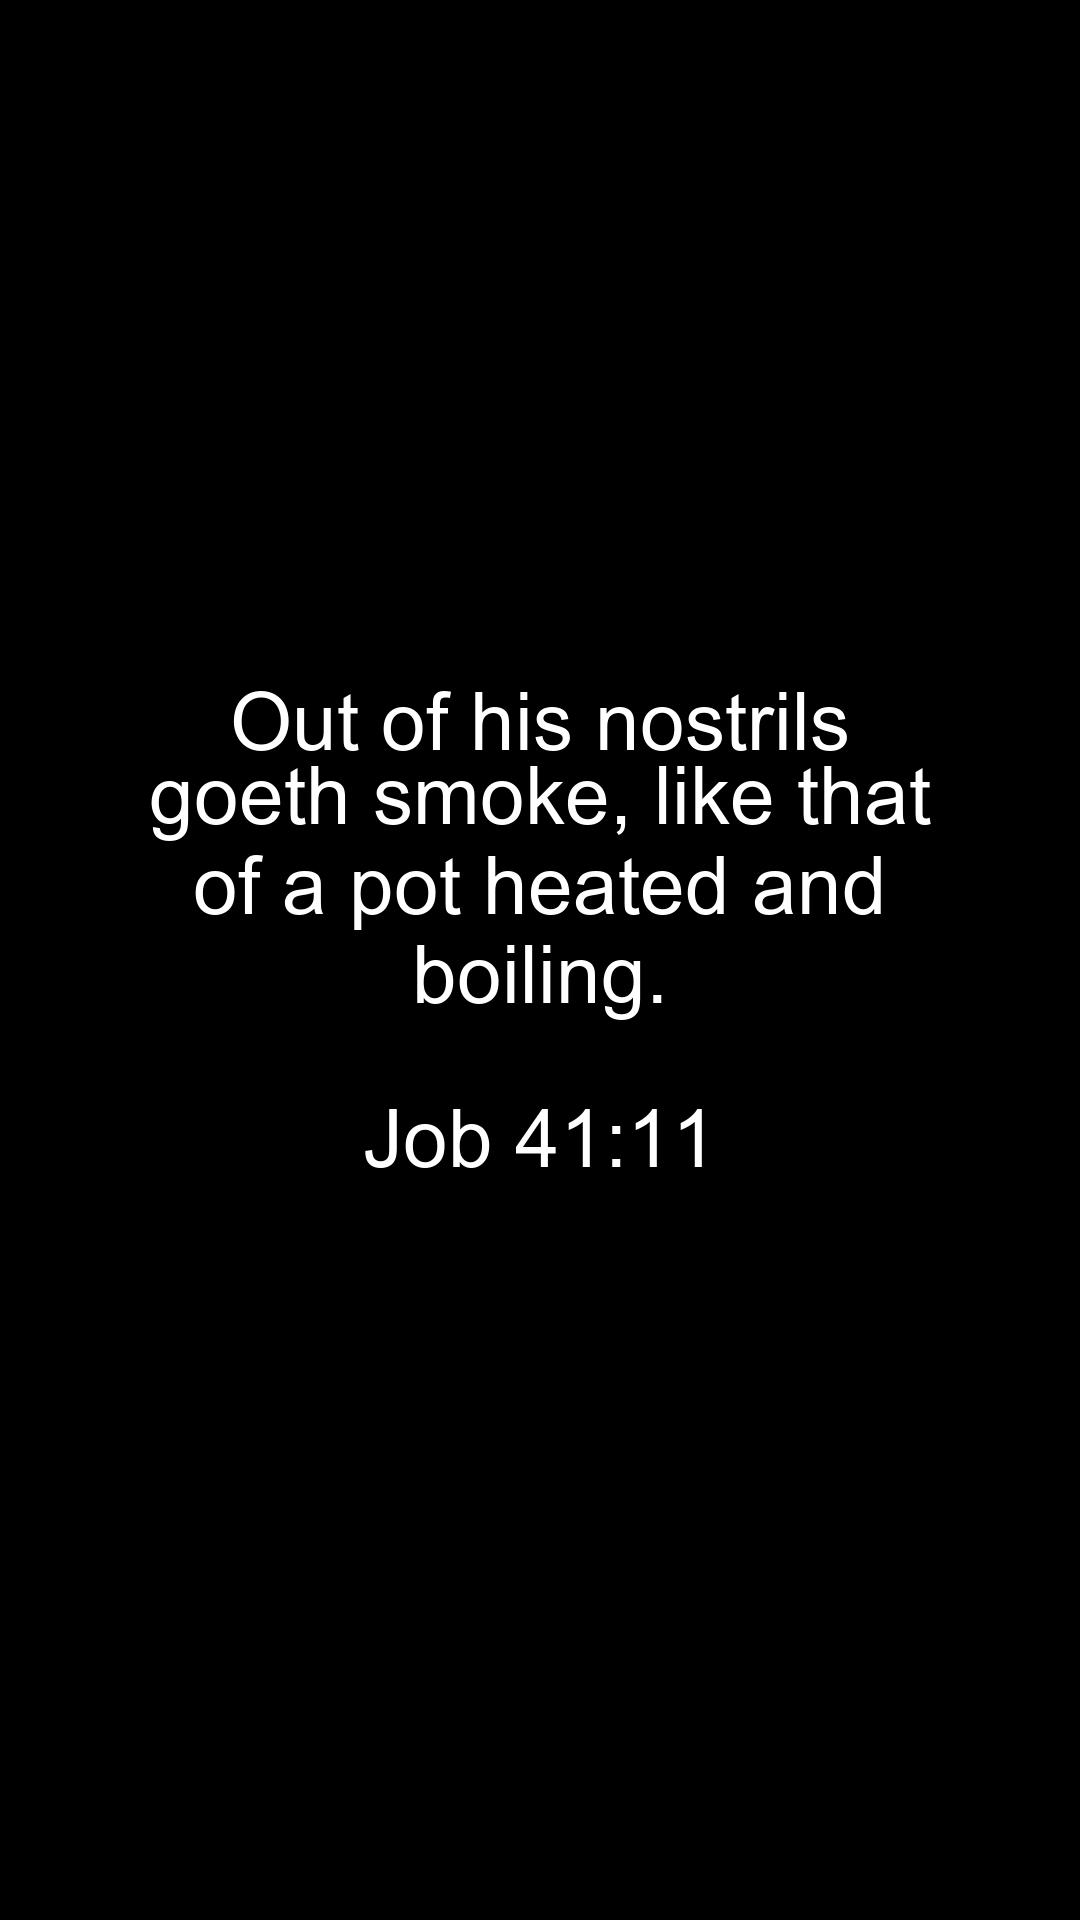 Out of his nostrils
goeth smoke, like that
of a pot heated and
boiling.
Job 41:11